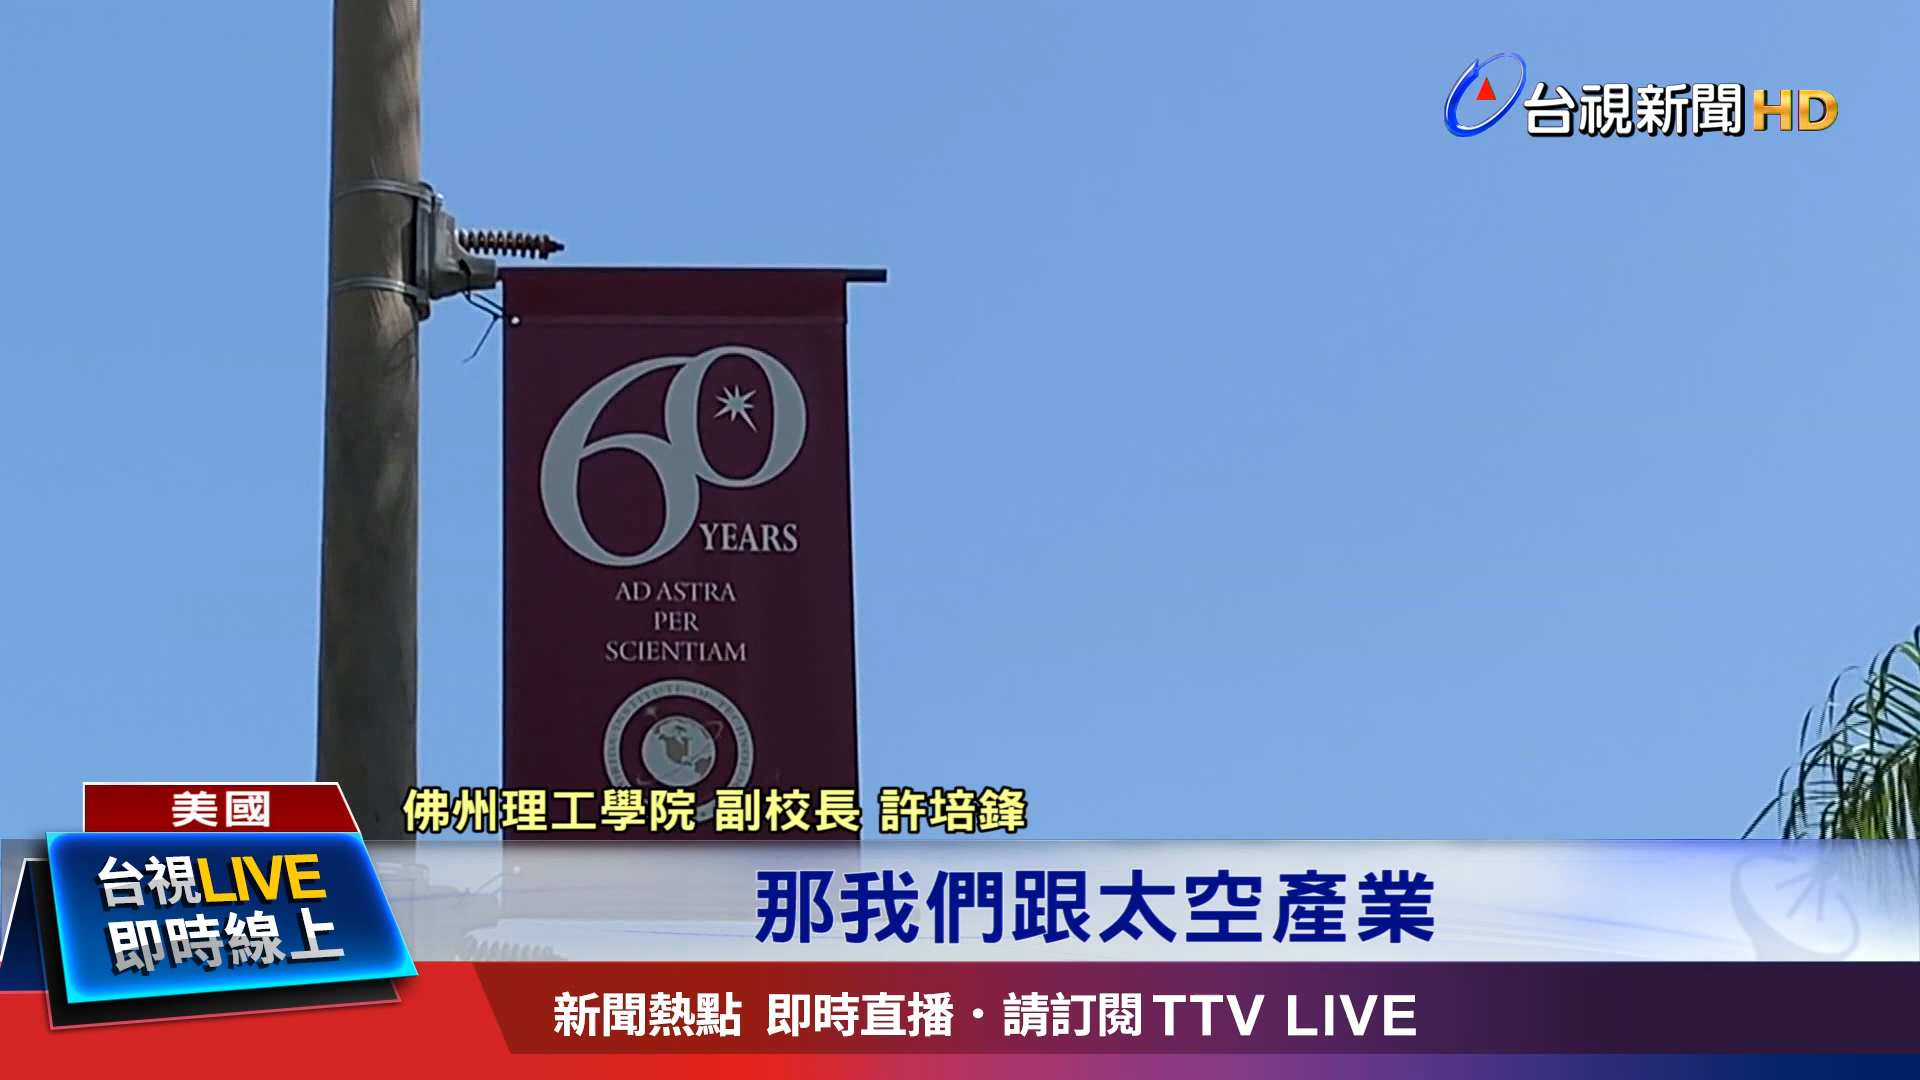 台視新聞HD
60
YEARS
AD ASTRA
PER
SCIENTIAM
INSTITUTE OF TECHNOLOGY
美國
佛州理工學院 副校長 許培鋒
台視LIVE
即時線上
那我們跟太空產業
新聞熱點 即時直播・請訂閱TTV LIVE